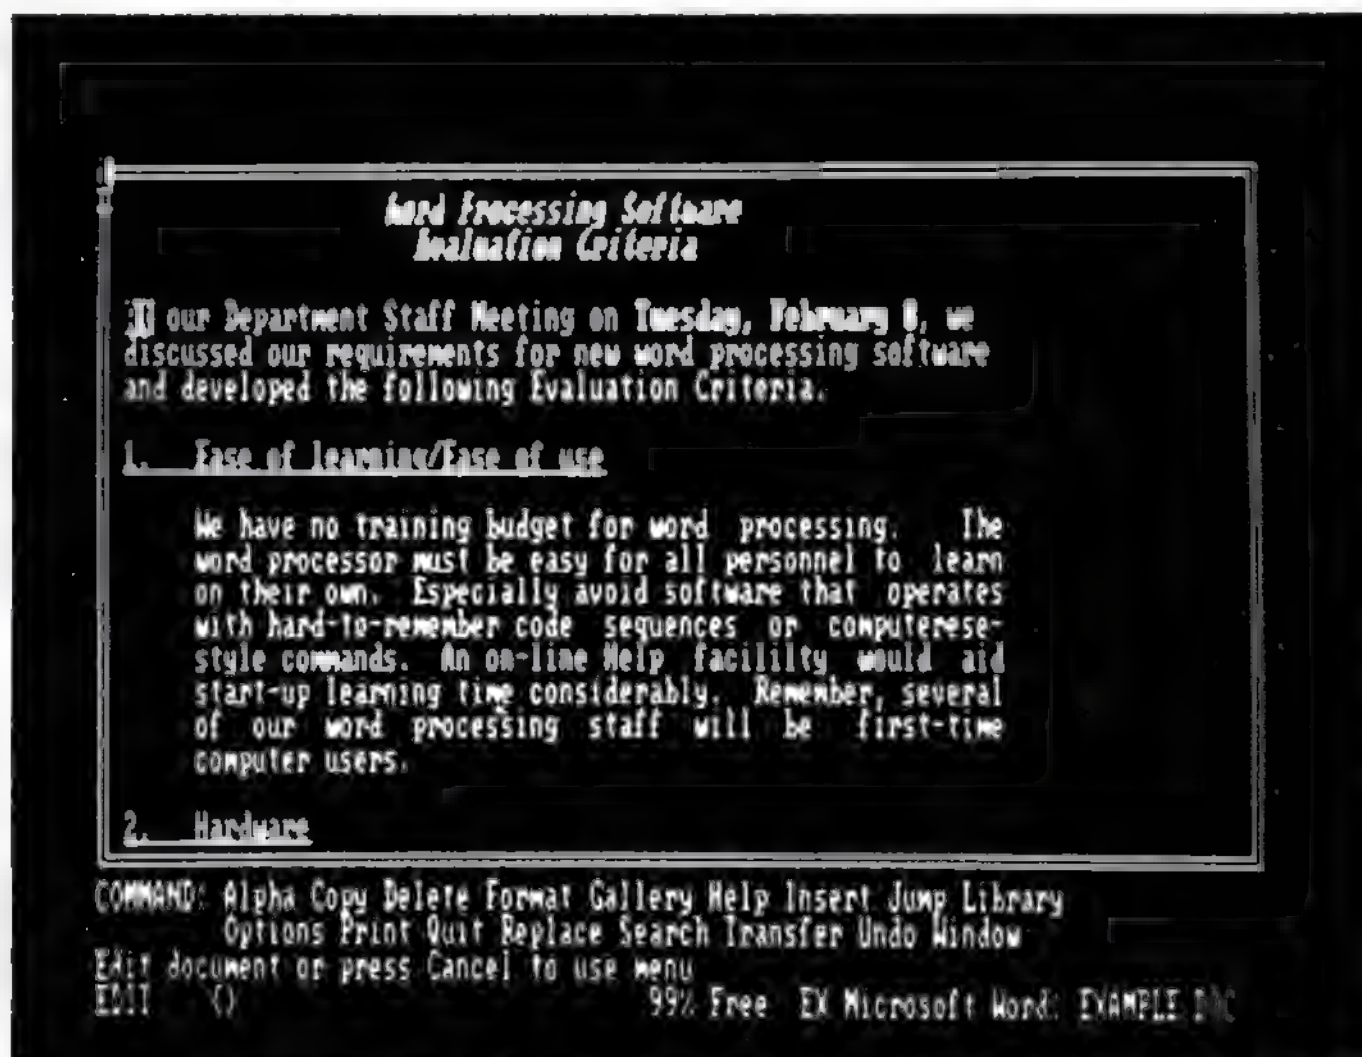 Word Processing Software
Evaluation Criteria
our Department Staff Meeting on Tuesday, February 8, we
discussed our requirements for new word processing software
and developed the following Evaluation Criteria.
1. Ease of learning/Ease of use
We have no training budget for word processing. The
word processor must be easy for all personnel to learn
on their own. Especially avoid software that operates
with hard-to-remember code sequences or computerese-
style commands. An on-line Help facililty would aid
start-up learning time considerably. Remember, several
of our word processing staff will be first-time
computer users.
2. Hardware
COMMAND: Alpha Copy Delete Format Gallery Help Insert Jump Library
Options Print Quit Replace Search Transfer Undo Window
Edit document or press Cancel to use menu
EDIT {} 99% Free EX Microsoft Word: EXAMPLE.DOC